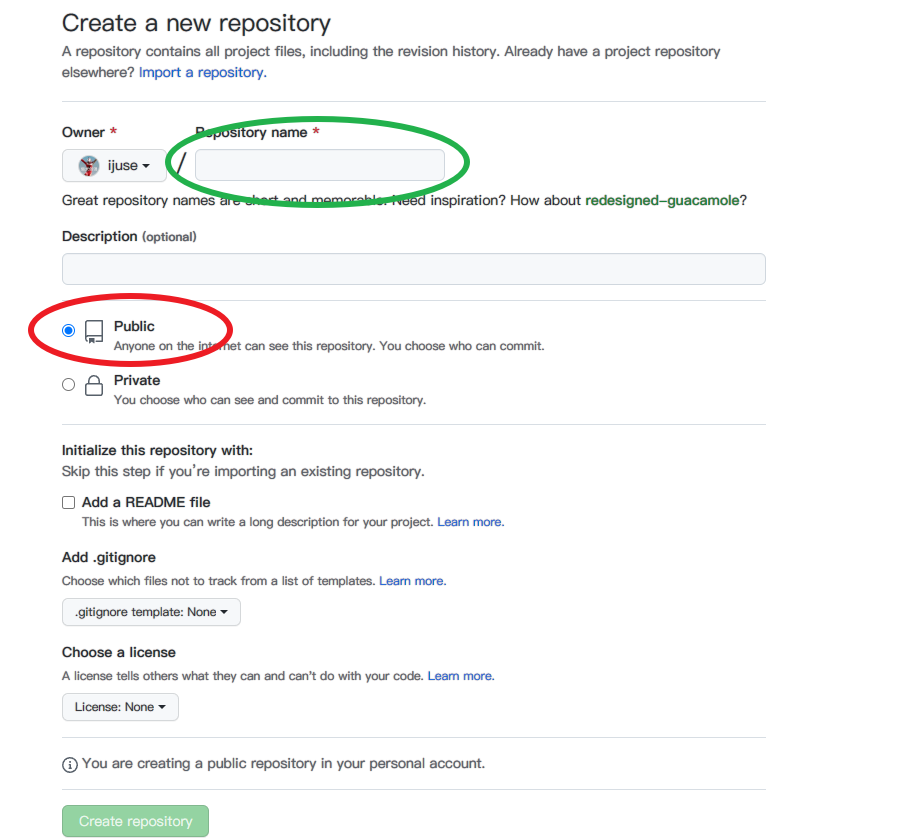 Create a new repository
A repository contains all project files, including the revision history. Already have a project repository
elsewhere? Import a repository.
Owner * Repository name *
ijuse /
Great repository names are short and memorable. Need inspiration? How about redesigned-guacamole?
Description (optional)
Public
Anyone on the internet can see this repository. You choose who can commit.
Private
You choose who can see and commit to this repository.
Initialize this repository with:
Skip this step if you're importing an existing repository.
Add a README file
This is where you can write a long description for your project. Learn more.
Add .gitignore
Choose which files not to track from a list of templates. Learn more.
.gitignore template: None
Choose a license
A license tells others what they can and can't do with your code. Learn more.
License: None
You are creating a public repository in your personal account.
Create repository